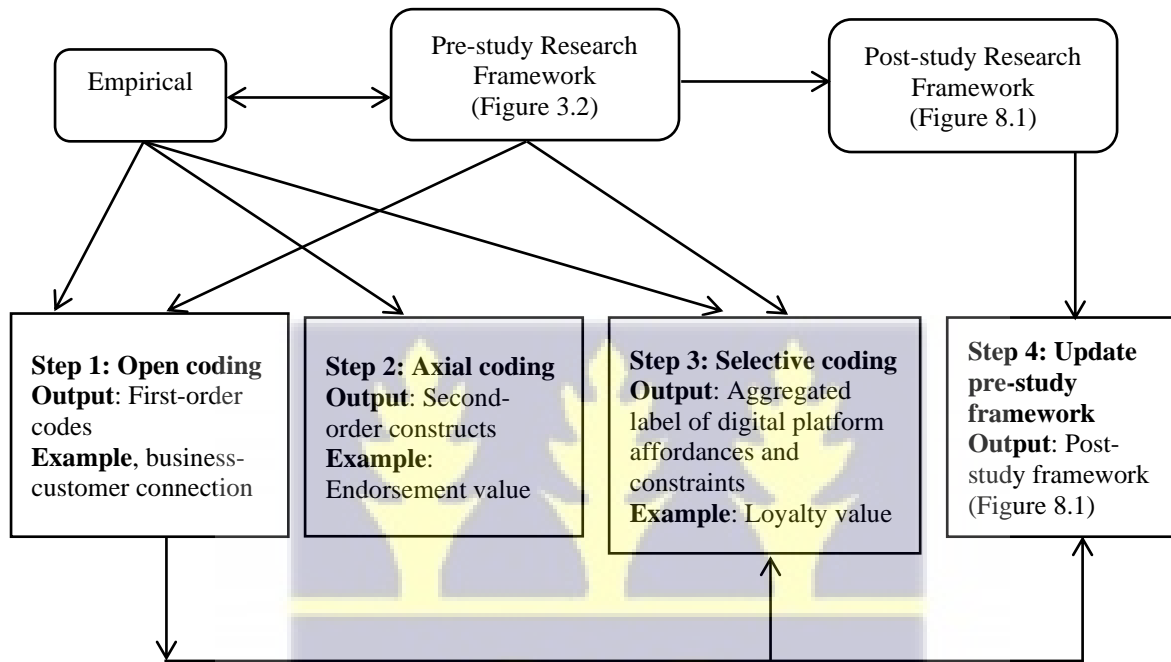 Empirical
Pre-study Research
Framework
(Figure 3.2)
Post-study Research
Framework
(Figure 8.1)
Step 1: Open coding
Output: First-order
codes
Example, business-
customer connection
Step 2: Axial coding
Output: Second-
order constructs
Example:
Endorsement value
Step 3: Selective coding
Output: Aggregated
label of digital platform
affordances and
constraints
Example: Loyalty value
Step 4: Update
pre-study
framework
Output: Post-
study framework
(Figure 8.1)